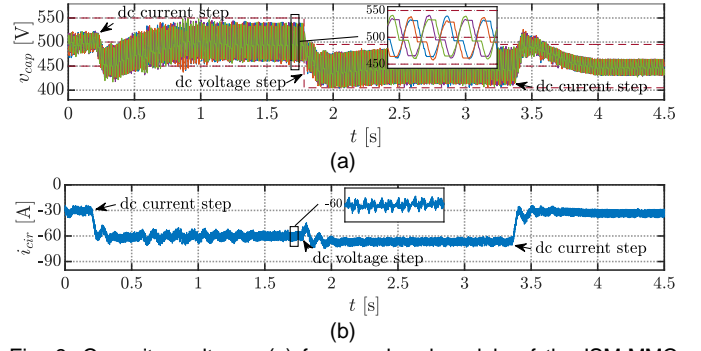 dc current step
550
500
450
400
v_cap [V]
550
500
450
dc voltage step
dc current step
0 0.5 1 1.5 2 2.5 3 3.5 4 4.5
t [s]
(a)
0
-30
-60
-90
i_cir [A]
dc current step
-60
dc voltage step
dc current step
0 0.5 1 1.5 2 2.5 3 3.5 4 4.5
t [s]
(b)